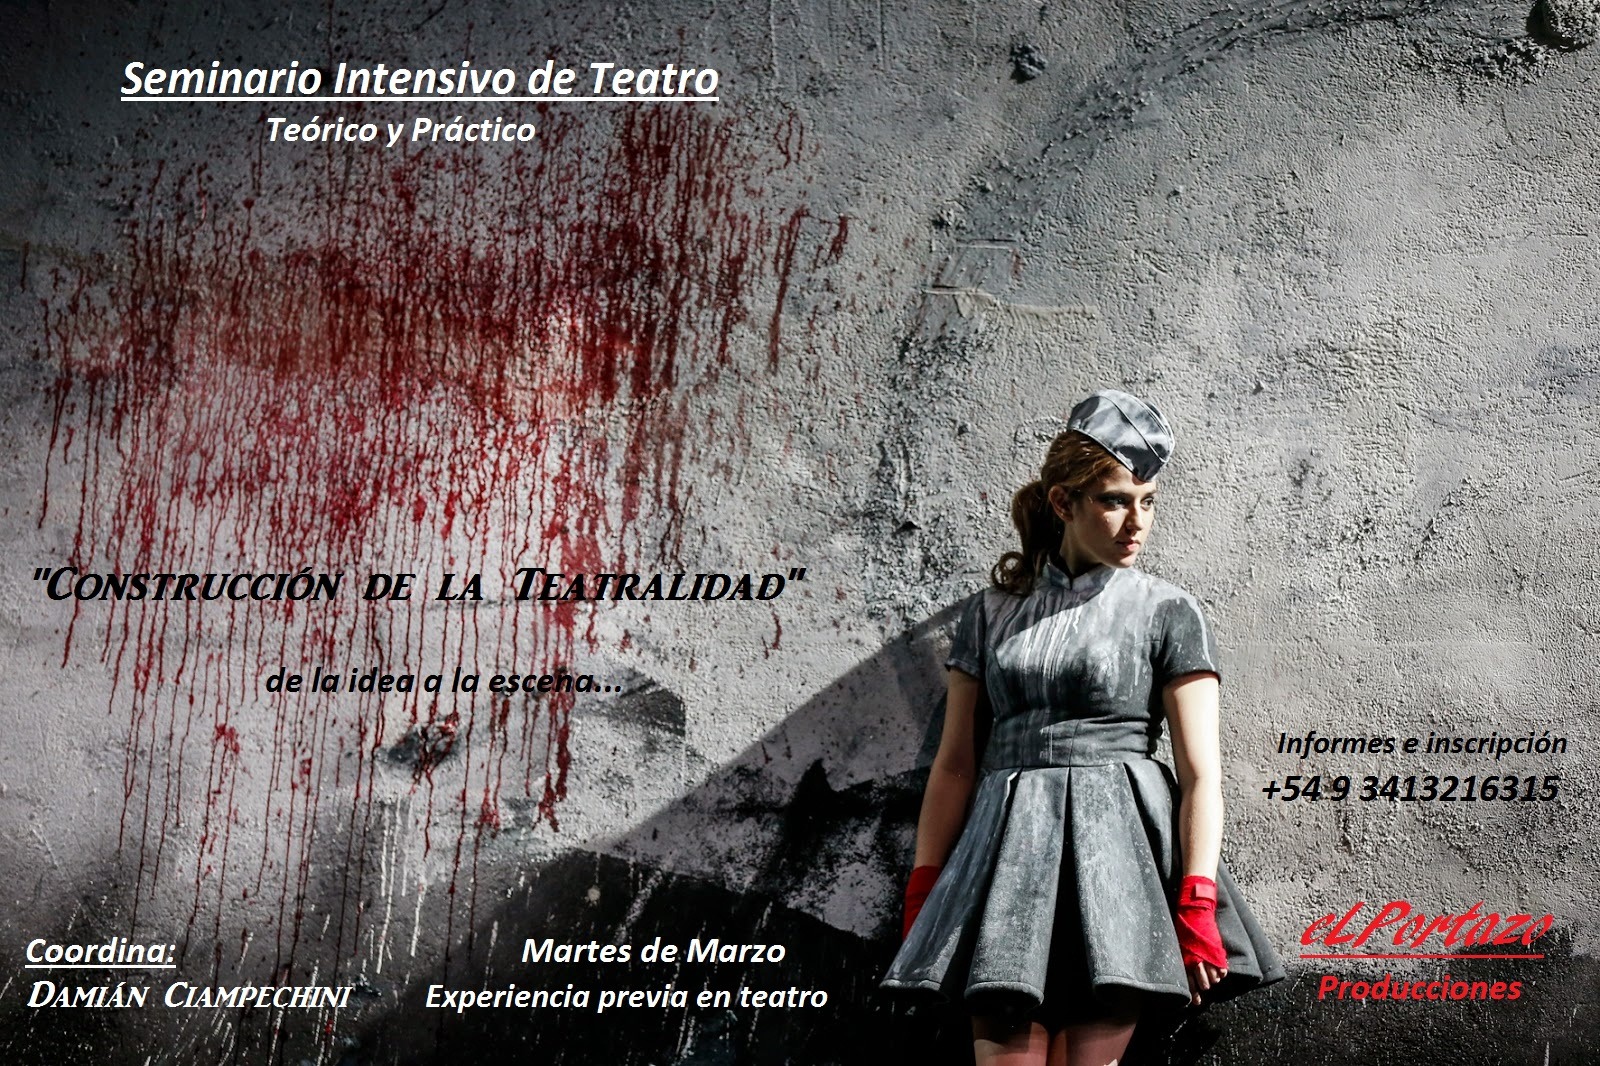 Seminario Intensivo de Teatro
Teórico y Práctico
"Construcción de la Teatralidad"
de la idea a la escena...
Informes e inscripción
+54 9 3413216315
Coordina:
Damián Ciampechini
Martes de Marzo
Experiencia previa en teatro
eLPortazo
Producciones